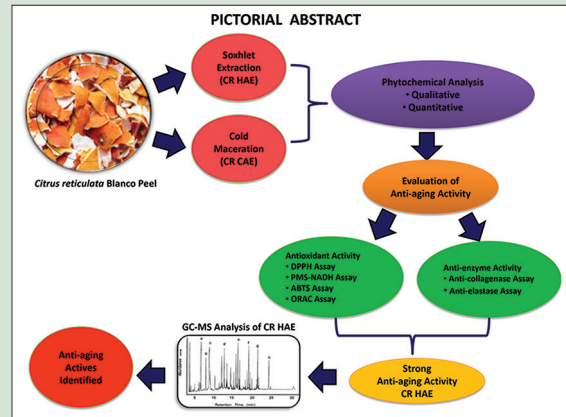 PICTORIAL ABSTRACT
Soxhlet
Extraction
(CR HAE)
Cold
Maceration
(CR CAE)
Citrus reticulata Blanco Peel
Phytochemical Analysis
• Qualitative
• Quantitative
Evaluation of
Anti-aging Activity
Antioxidant Activity
• DPPH Assay
• PMS-NADH Assay
• ABTS Assay
• ORAC Assay
Anti-enzyme Activity
• Anti-collagenase Assay
• Anti-elastase Assay
Strong
Anti-aging Activity
CR HAE
GC-MS Analysis of CR HAE
Retention Time (min)
Anti-aging
Actives
Identified